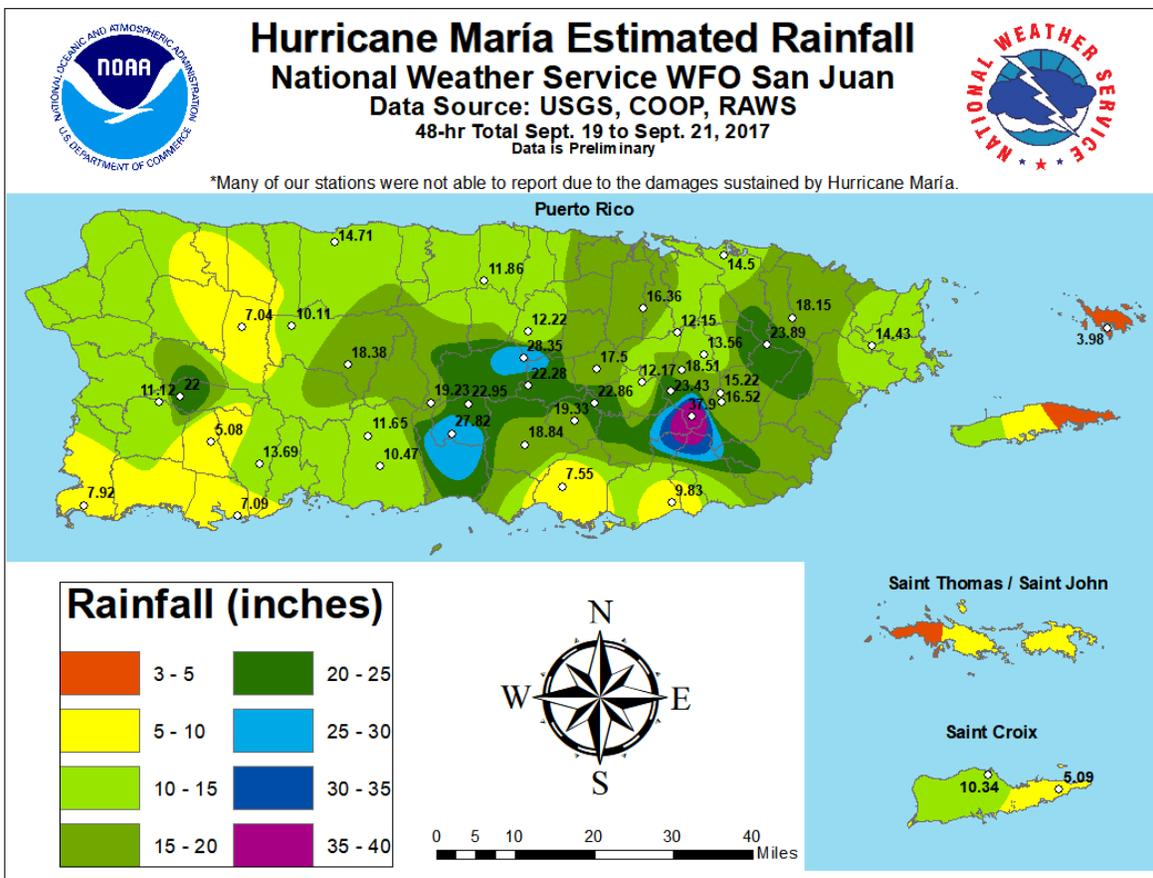 Hurricane María Estimated Rainfall
National Weather Service WFO San Juan
Data Source: USGS, COOP, RAWS
48-hr Total Sept. 19 to Sept. 21, 2017
Data is Preliminary
NATIONAL OCEANIC AND ATMOSPHERIC ADMINISTRATION
NOAA
U.S. DEPARTMENT OF COMMERCE
NATIONAL WEATHER SERVICE
*Many of our stations were not able to report due to the damages sustained by Hurricane María.
Puerto Rico
14.71
14.5
11.86
16.36
18.15
7.04
10.11
12.22
12.15
23.89
14.43
3.98
28.35
13.56
18.38
17.5
18.51
22.28
12.17
11.12
22
23.43
15.22
19.23
22.95
22.86
16.52
37.9
19.33
27.82
5.08
11.65
18.84
13.69
10.47
7.55
7.92
7.09
9.83
Rainfall (inches)
3 - 5
20 - 25
5 - 10
25 - 30
10 - 15
30 - 35
15 - 20
35 - 40
N
W
E
S
0 5 10 20 30 40
Miles
Saint Thomas / Saint John
Saint Croix
10.34
5.09